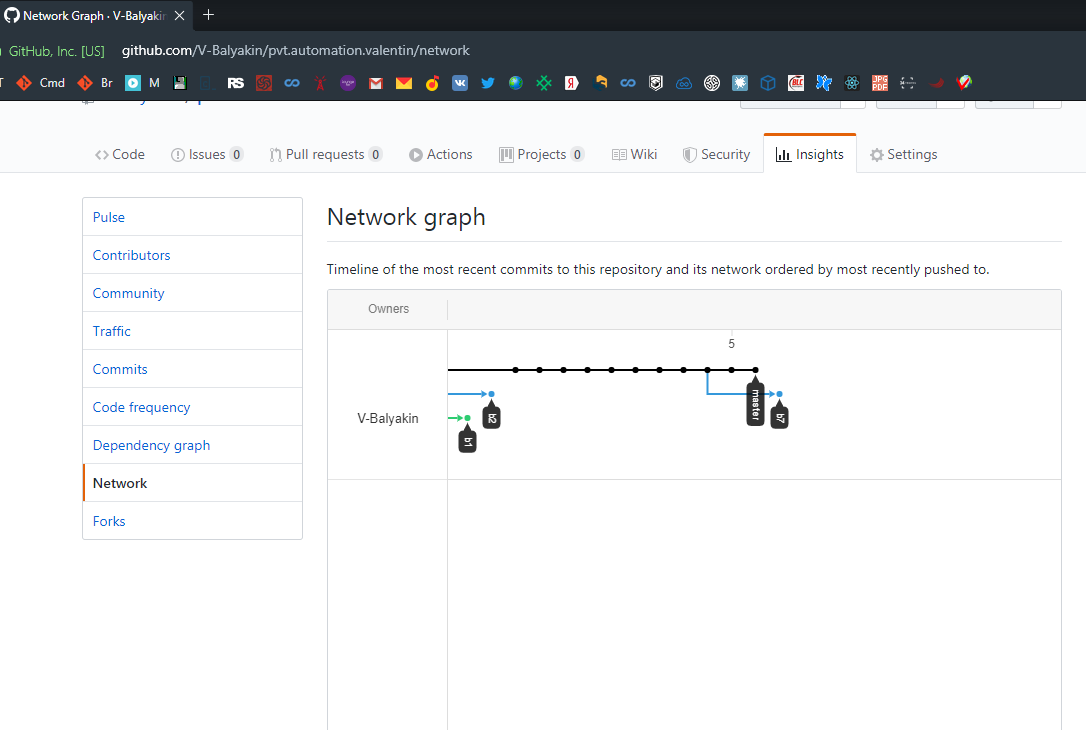 Network Graph · V-Balyakin
GitHub, Inc. [US] github.com/V-Balyakin/pvt.automation.valentin/network
Cmd Br M RS
Code Issues 0 Pull requests 0 Actions Projects 0 Wiki Security Insights Settings
Pulse
Contributors
Community
Traffic
Commits
Code frequency
Dependency graph
Network
Forks
Network graph
Timeline of the most recent commits to this repository and its network ordered by most recently pushed to.
Owners
5
V-Balyakin
master
b2
b7
b1